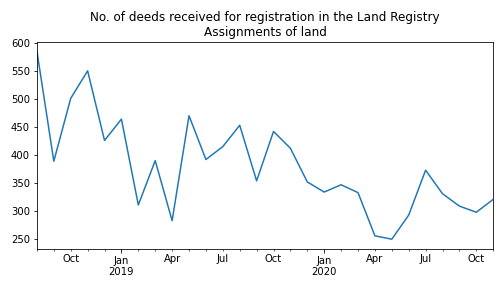 No. of deeds received for registration in the Land Registry
Assignments of land
600
550
500
450
400
350
300
250
Oct
Jan
2019
Apr
Jul
Oct
Jan
2020
Apr
Jul
Oct